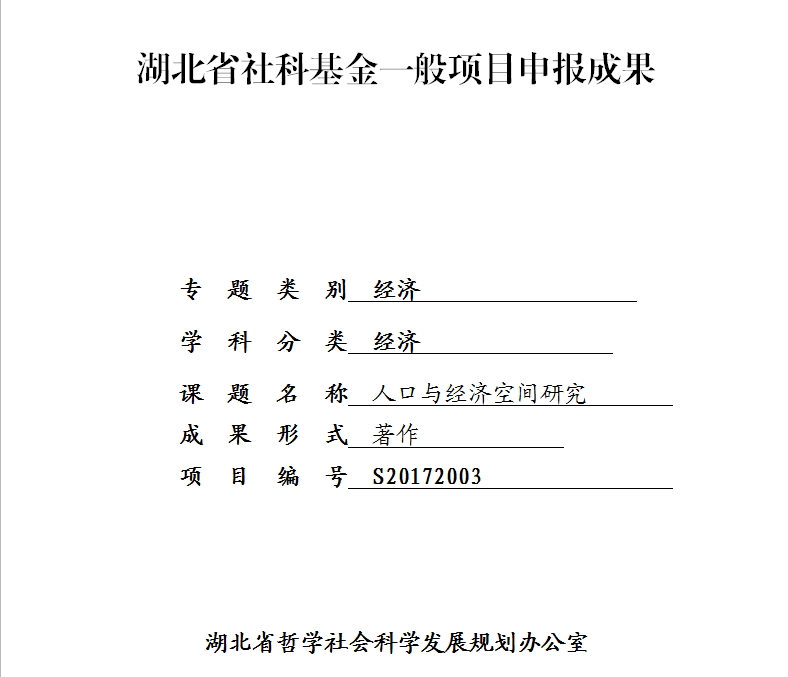 湖北省社科基金一般项目申报成果
专 题 类 别 经济
学 科 分 类 经济
课 题 名 称 人口与经济空间研究
成 果 形 式 著作
项 目 编 号 S20172003
湖北省哲学社会科学发展规划办公室